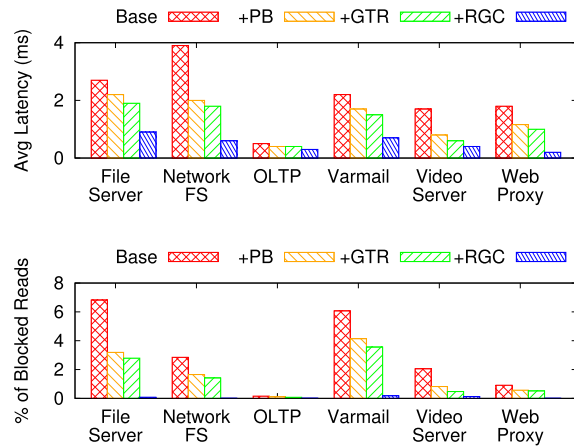 Base +PB +GTR +RGC
Avg Latency (ms)
4
2
0
File Server
Network FS
OLTP
Varmail
Video Server
Web Proxy
Base +PB +GTR +RGC
% of Blocked Reads
8
6
4
2
0
File Server
Network FS
OLTP
Varmail
Video Server
Web Proxy